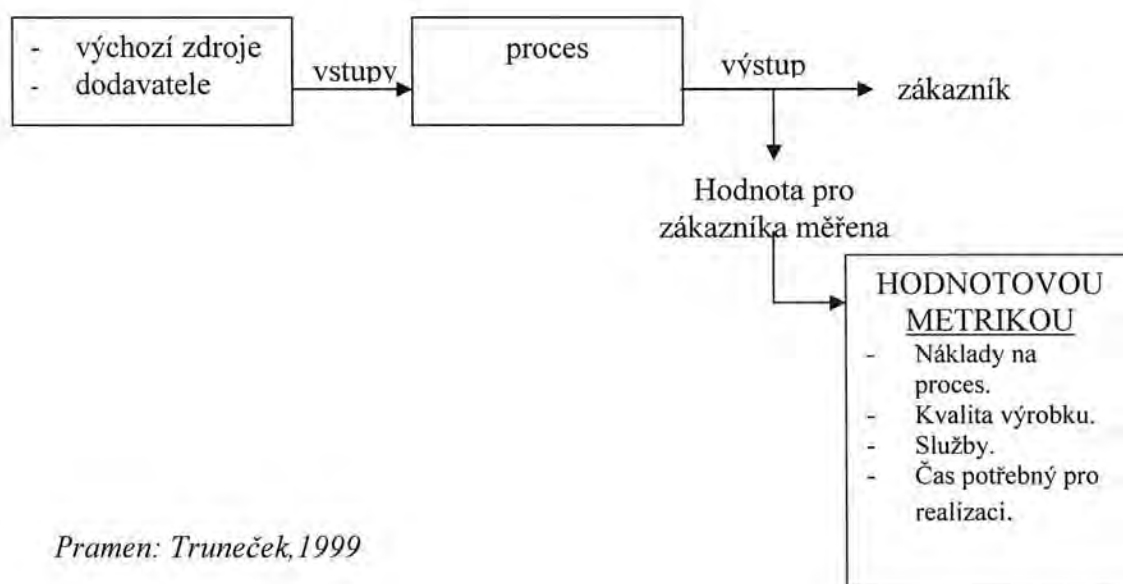 - výchozí zdroje
- dodavatele
vstupy
proces
výstup
zákazník
Hodnota pro
zákazníka měřena
HODNOTOVOU
METRIKOU
- Náklady na
proces.
- Kvalita výrobku.
- Služby.
- Čas potřebný pro
realizaci.
Pramen: Truneček,1999